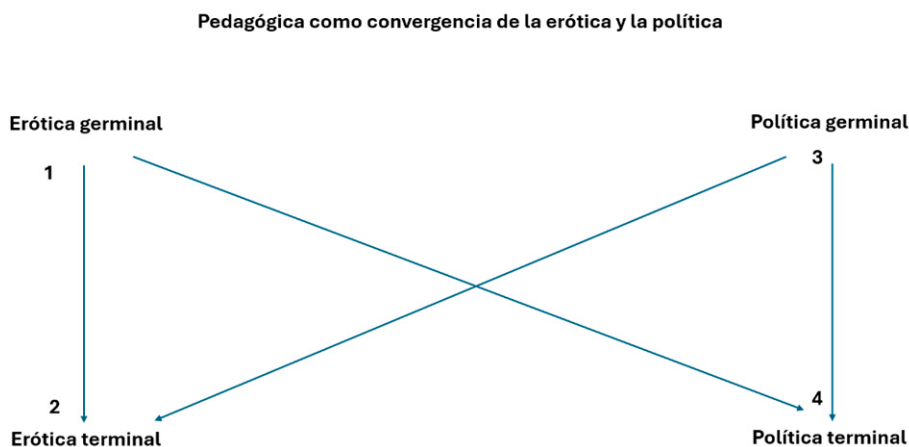 Pedagógica como convergencia de la erótica y la política
Erótica germinal
Política germinal
1
3
2
4
Erótica terminal
Política terminal